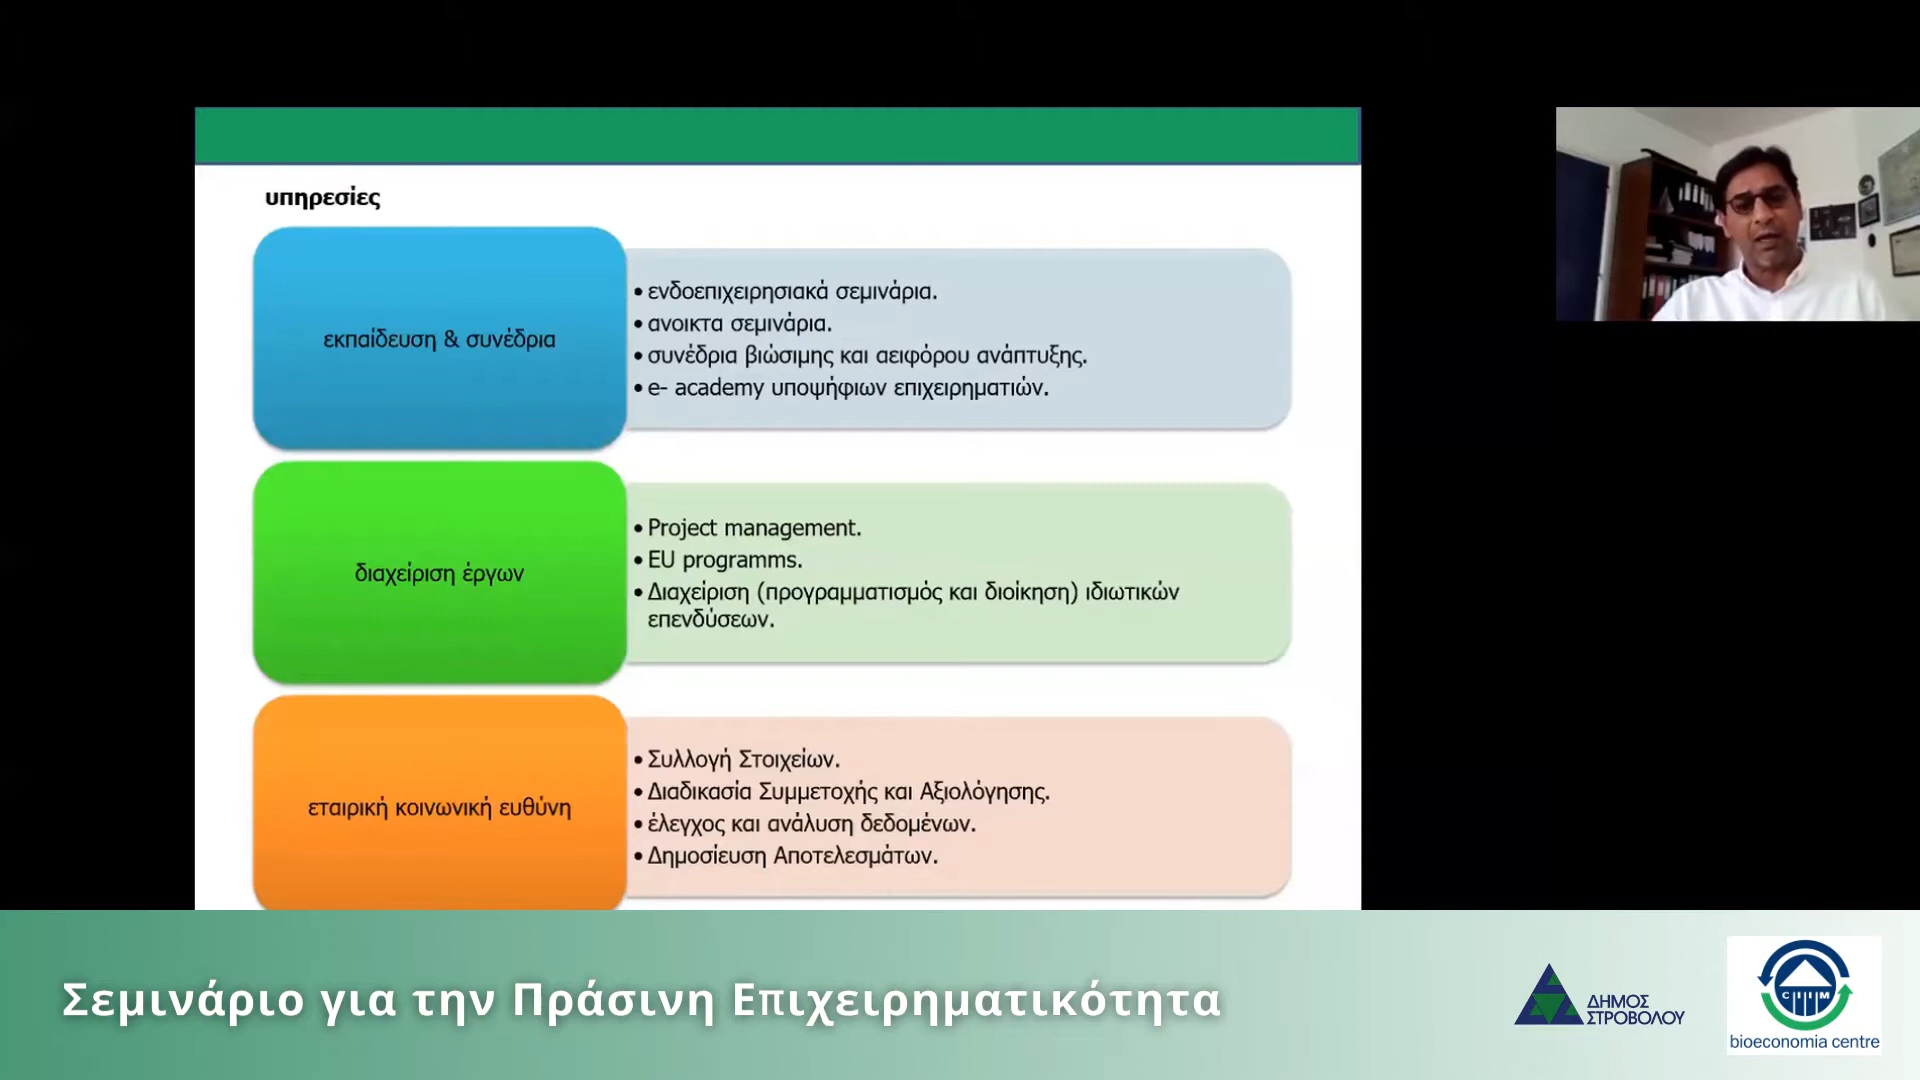 υπηρεσίες
εκπαίδευση & συνέδρια
• ενδοεπιχειρησιακά σεμινάρια.
• ανοικτα σεμινάρια.
• συνέδρια βιώσιμης και αειφόρου ανάπτυξης.
• e- academy υποψήφιων επιχειρηματιών.
διαχείριση έργων
• Project management.
• EU programms.
• Διαχείριση (προγραμματισμός και διοίκηση) ιδιωτικών
επενδύσεων.
εταιρική κοινωνική ευθύνη
• Συλλογή Στοιχείων.
• Διαδικασία Συμμετοχής και Αξιολόγησης.
• έλεγχος και ανάλυση δεδομένων.
• Δημοσίευση Αποτελεσμάτων.
Σεμινάριο για την Πράσινη Επιχειρηματικότητα
ΔΗΜΟΣ
ΣΤΡΟΒΟΛΟΥ
CIIM
bioeconomia centre